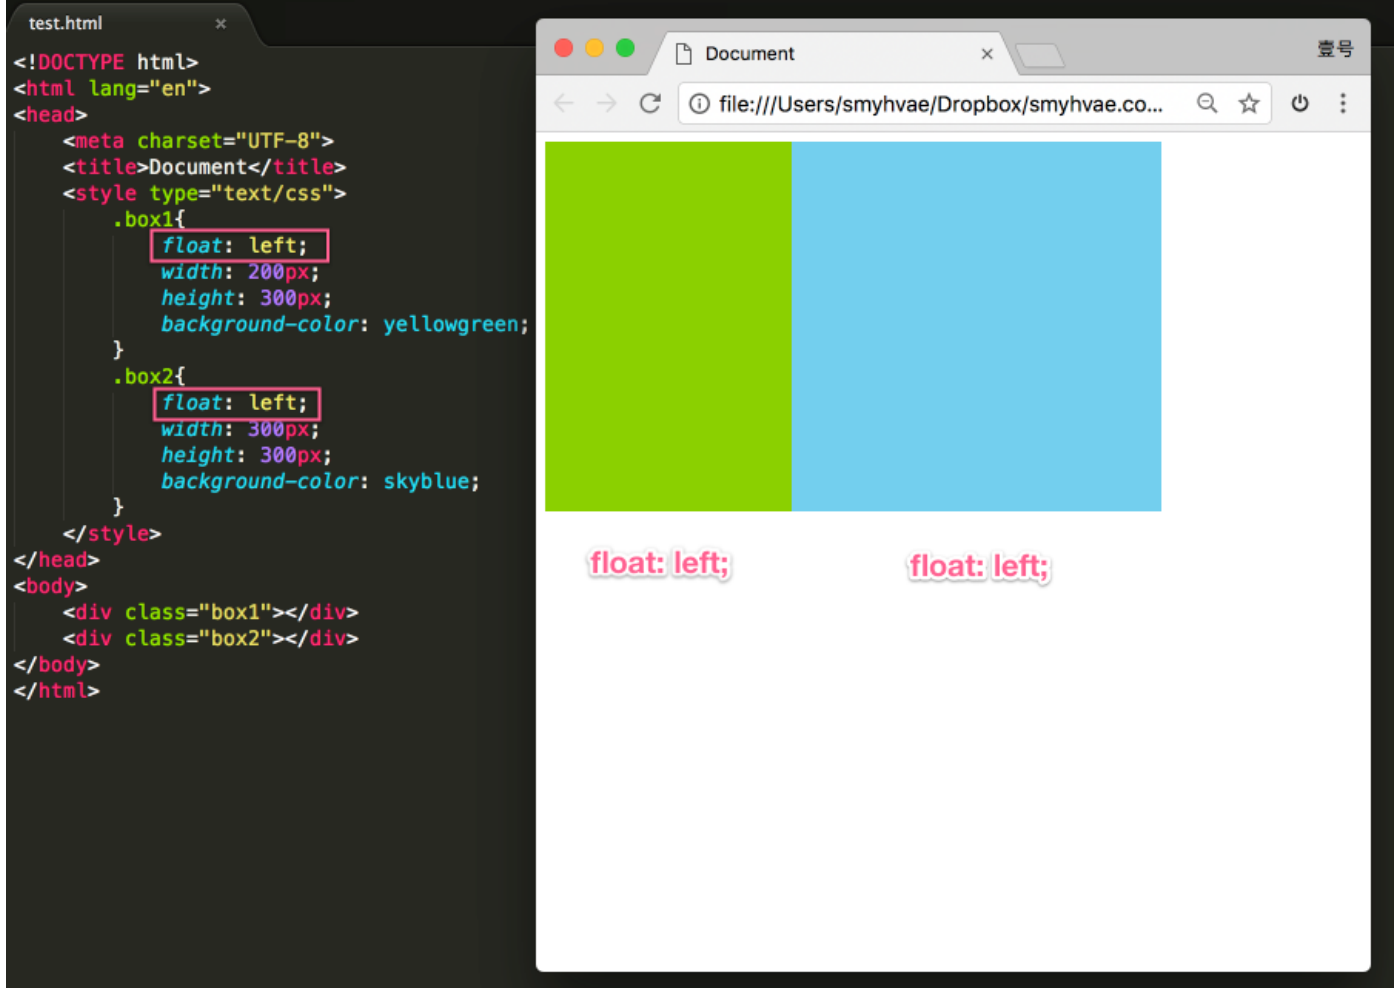 test.html ×
<!DOCTYPE html>
<html lang="en">
<head>
    <meta charset="UTF-8">
    <title>Document</title>
    <style type="text/css">
        .box1{
            float: left;
            width: 200px;
            height: 300px;
            background-color: yellowgreen;
        }
        .box2{
            float: left;
            width: 300px;
            height: 300px;
            background-color: skyblue;
        }
    </style>
</head>
<body>
    <div class="box1"></div>
    <div class="box2"></div>
</body>
</html>
Document ×
壹号
file:///Users/smyhvae/Dropbox/smyhvae.co...
float: left;
float: left;